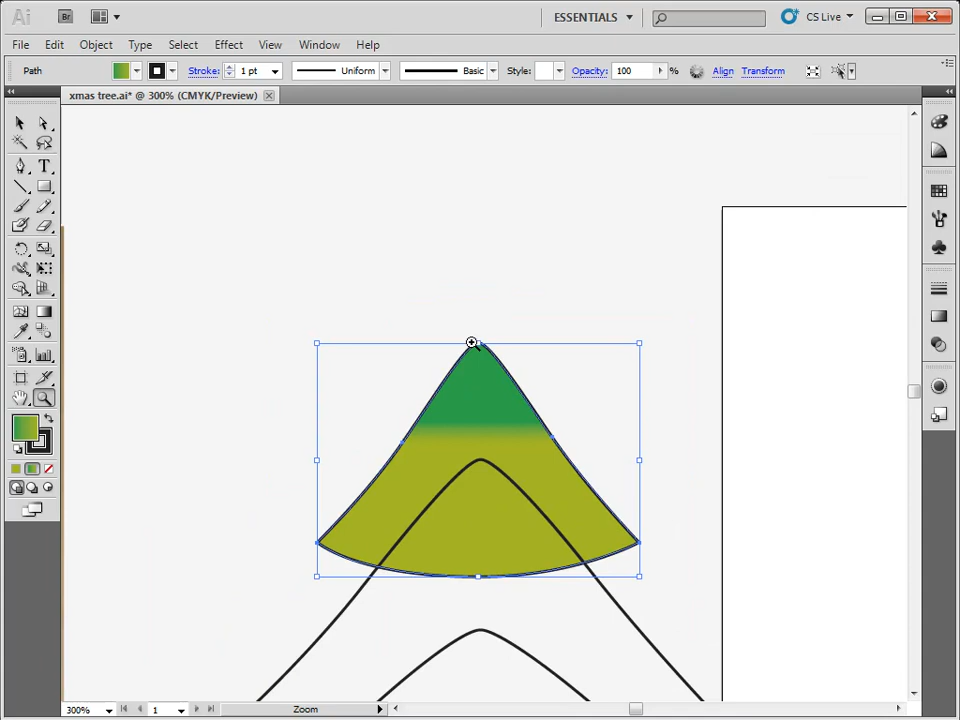 Ai Br ESSENTIALS CS Live
File Edit Object Type Select Effect View Window Help
Path Stroke: 1 pt Uniform Basic Style: Opacity: 100 % Align Transform
xmas tree.ai* @ 300% (CMYK/Preview)
T
300% 1 Zoom